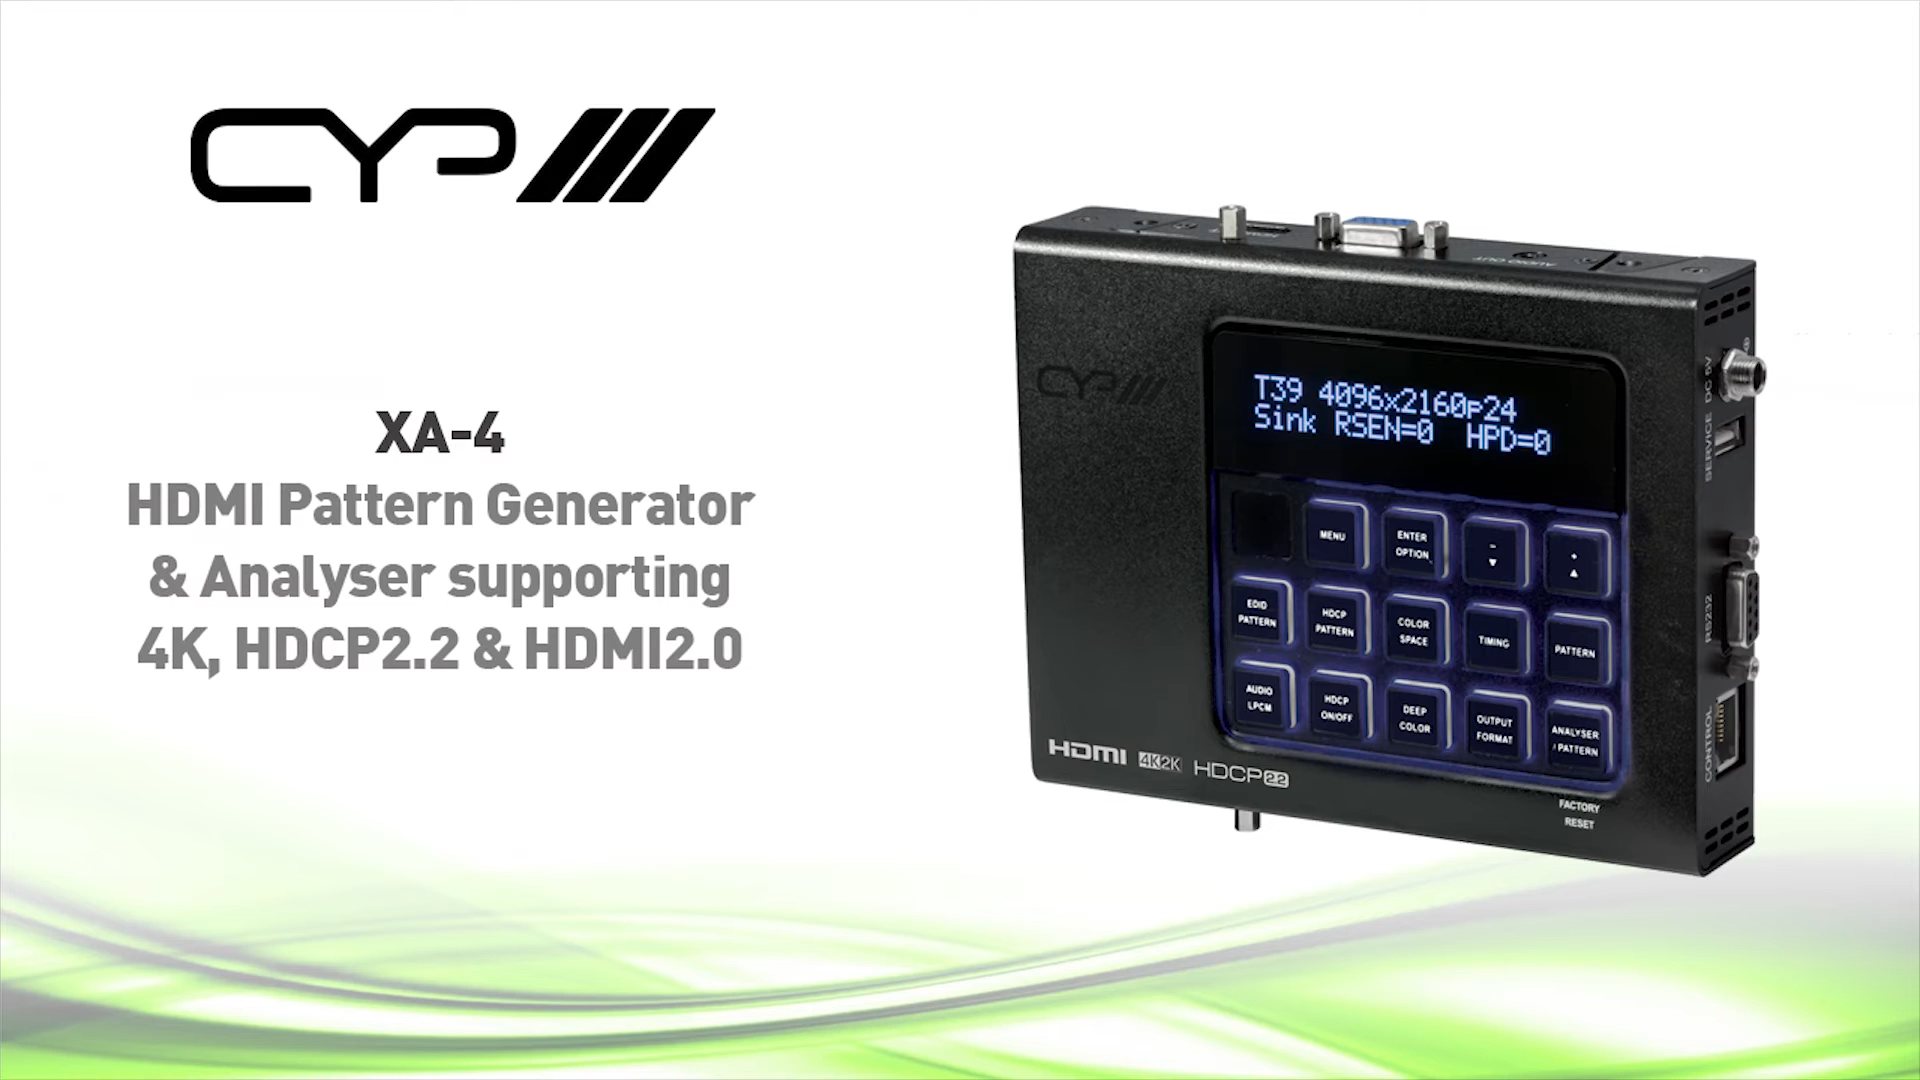 CYP
XA-4
HDMI Pattern Generator
& Analyser supporting
4K, HDCP2.2 & HDMI2.0
AUDIO OUT
CYP
T39 4096x2160p24
Sink RSEN=0 HPD=0
MENU
ENTER
OPTION
-
▼
+
▲
EDID
PATTERN
HDCP
PATTERN
COLOR
SPACE
TIMING
PATTERN
AUDIO
LPCM
HDCP
ON/OFF
DEEP
COLOR
OUTPUT
FORMAT
ANALYSER
/ PATTERN
HDMI 4K2K HDCP2.2
FACTORY
RESET
DC 5V
SERVICE
RS232
CONTROL